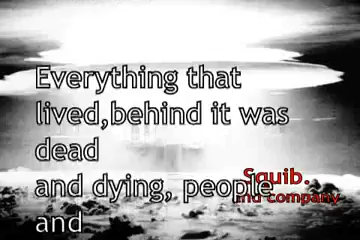 Everything that
lived,behind it was
dead
and dying, people
and
Squib.
and company